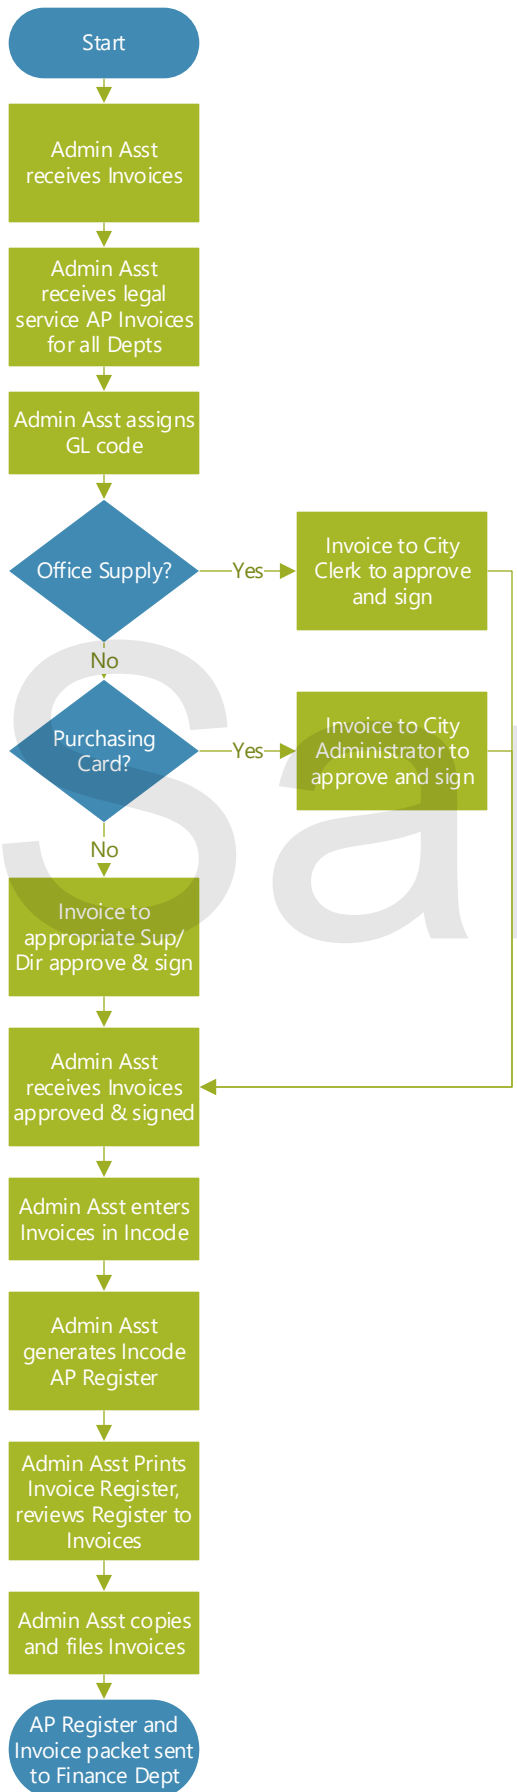 Start
Admin Asst
receives Invoices
Admin Asst
receives legal
service AP Invoices
for all Depts
Admin Asst assigns
GL code
Office Supply?
Yes
Invoice to City
Clerk to approve
and sign
No
Purchasing
Card?
Yes
Invoice to City
Administrator to
approve and sign
No
Invoice to
appropriate Sup/
Dir approve & sign
Admin Asst
receives Invoices
approved & signed
Admin Asst enters
Invoices in Incode
Admin Asst
generates Incode
AP Register
Admin Asst Prints
Invoice Register,
reviews Register to
Invoices
Admin Asst copies
and files Invoices
AP Register and
Invoice packet sent
to Finance Dept
Sa